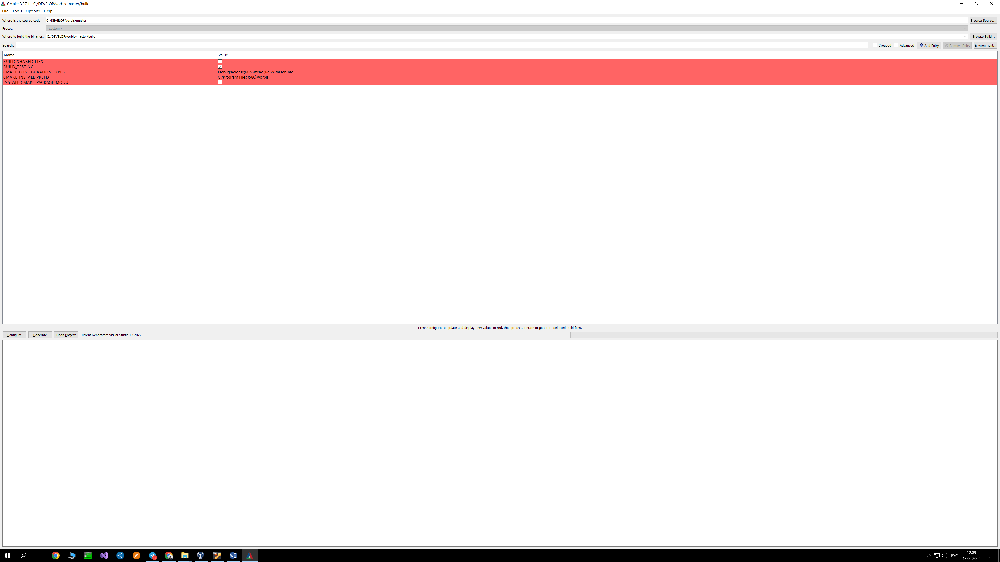 CMake 3.27.1 - C:/DEVELOP/vorbis-master/build
File Tools Options Help
Where is the source code: C:/DEVELOP/vorbis-master Browse Source...
Preset: <custom>
Where to build the binaries: C:/DEVELOP/vorbis-master/build Browse Build...
Search: Grouped Advanced Add Entry Remove Entry Environment...
Name Value
BUILD_SHARED_LIBS
BUILD_TESTING
CMAKE_CONFIGURATION_TYPES Debug;Release;MinSizeRel;RelWithDebInfo
CMAKE_INSTALL_PREFIX C:/Program Files (x86)/vorbis
INSTALL_CMAKE_PACKAGE_MODULE
Press Configure to update and display new values in red, then press Generate to generate selected build files.
Configure Generate Open Project Current Generator: Visual Studio 17 2022
17
РУС
12:09
13.02.2024